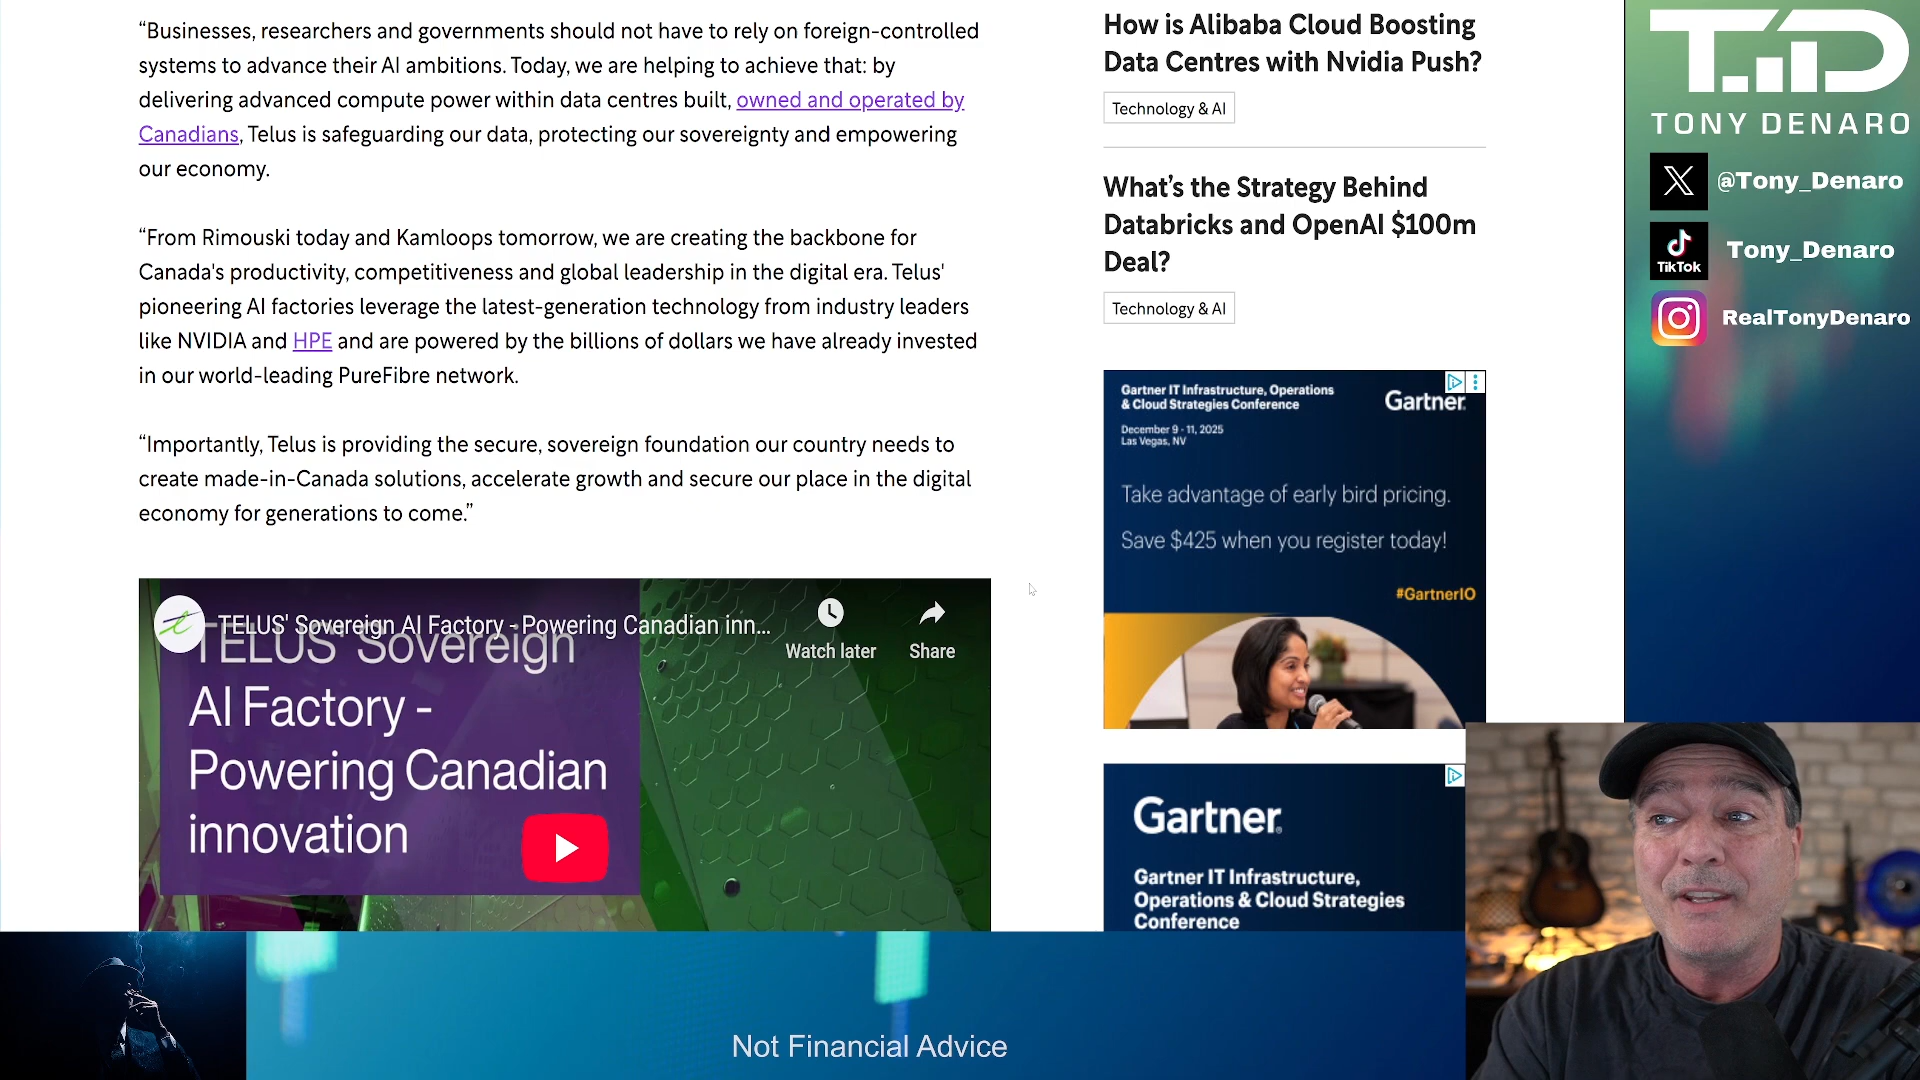 “Businesses, researchers and governments should not have to rely on foreign-controlled
systems to advance their AI ambitions. Today, we are helping to achieve that: by
delivering advanced compute power within data centres built, owned and operated by
Canadians, Telus is safeguarding our data, protecting our sovereignty and empowering
our economy.
“From Rimouski today and Kamloops tomorrow, we are creating the backbone for
Canada's productivity, competitiveness and global leadership in the digital era. Telus'
pioneering AI factories leverage the latest-generation technology from industry leaders
like NVIDIA and HPE and are powered by the billions of dollars we have already invested
in our world-leading PureFibre network.
“Importantly, Telus is providing the secure, sovereign foundation our country needs to
create made-in-Canada solutions, accelerate growth and secure our place in the digital
economy for generations to come.”
TELUS' Sovereign AI Factory - Powering Canadian inn...
Watch later
Share
TELUS' Sovereign
AI Factory -
Powering Canadian
innovation
How is Alibaba Cloud Boosting
Data Centres with Nvidia Push?
Technology & AI
What’s the Strategy Behind
Databricks and OpenAI $100m
Deal?
Technology & AI
Gartner IT Infrastructure, Operations
& Cloud Strategies Conference
Gartner.
December 9 - 11, 2025
Las Vegas, NV
Take advantage of early bird pricing.
Save $425 when you register today!
#GartnerIO
Gartner.
Gartner IT Infrastructure,
Operations & Cloud Strategies
Conference
TD
TONY DENARO
@Tony_Denaro
TikTok
Tony_Denaro
RealTonyDenaro
Not Financial Advice